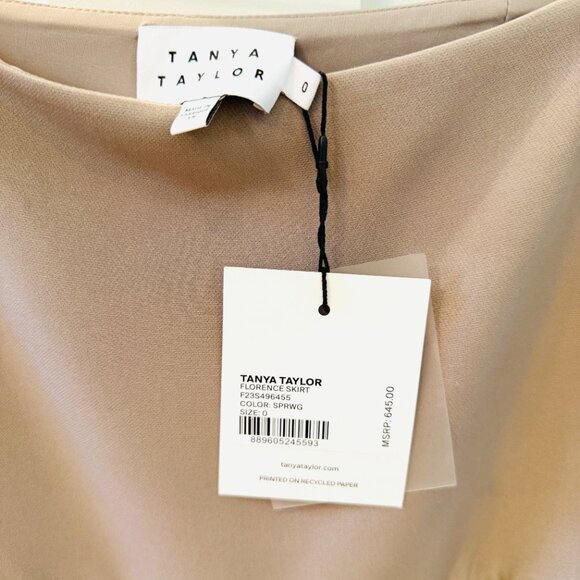 TANYA
TAYLOR
0
TANYA TAYLOR
FLORENCE SKIRT
F23S496455
COLOR: SPRWG
SIZE: 0
889605245593
MSRP: 645.00
tanyataylor.com
PRINTED ON RECYCLED PAPER